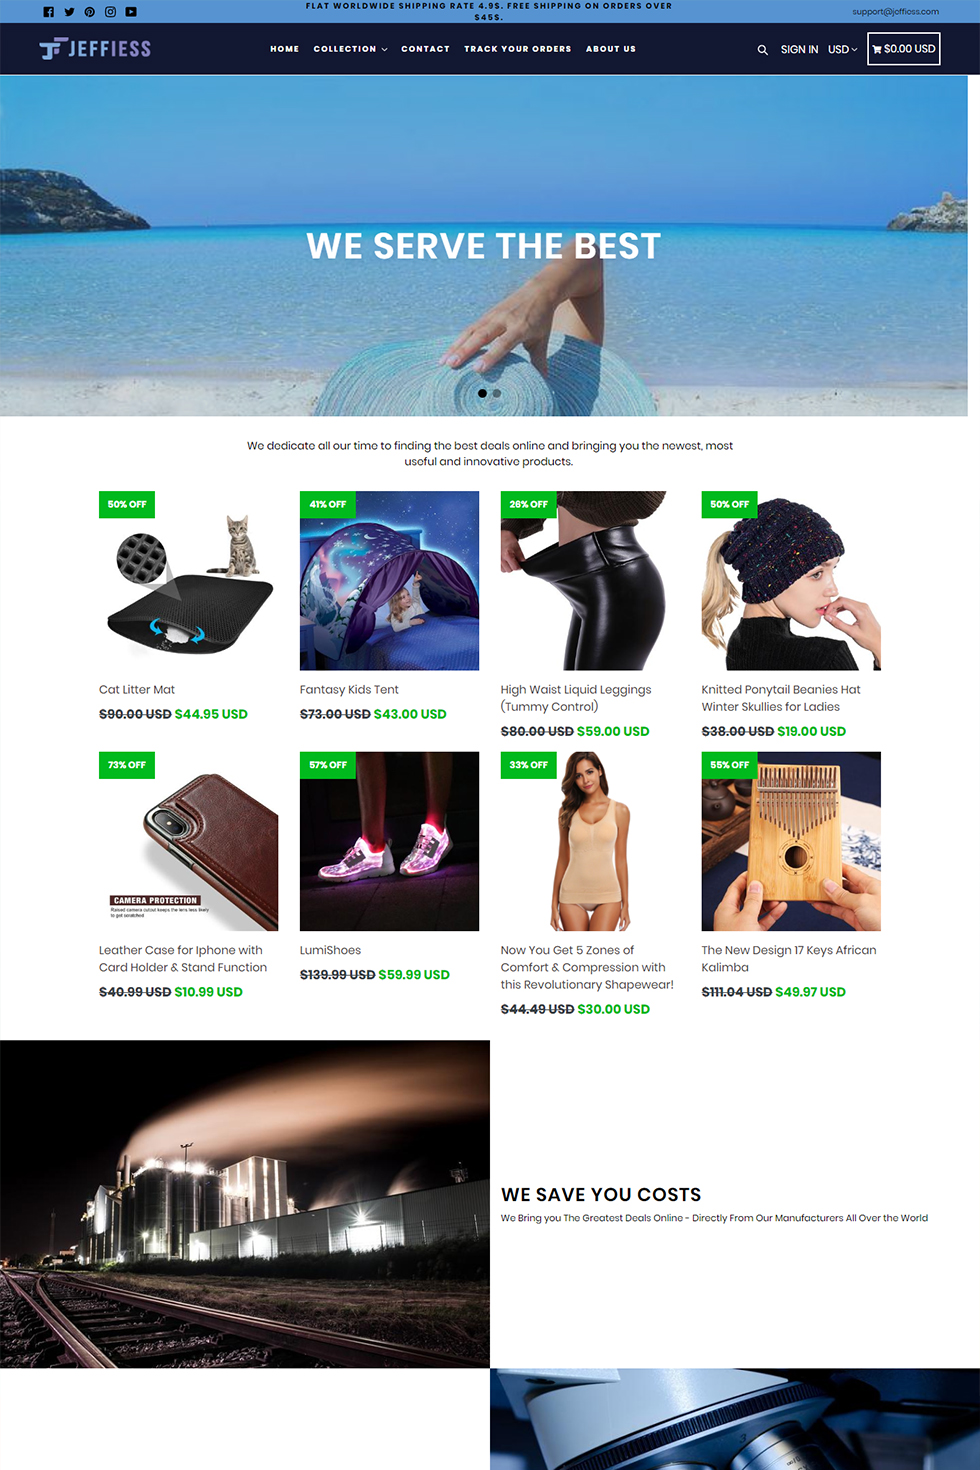 FLAT WORLDWIDE SHIPPING RATE 4.9$. FREE SHIPPING ON ORDERS OVER
$45$.
support@jeffiess.com
JEFFIESS
HOME COLLECTION CONTACT TRACK YOUR ORDERS ABOUT US
SIGN IN USD $0.00 USD
WE SERVE THE BEST
We dedicate all our time to finding the best deals online and bringing you the newest, most
useful and innovative products.
50% OFF
41% OFF
26% OFF
50% OFF
Cat Litter Mat
$90.00 USD $44.95 USD
Fantasy Kids Tent
$73.00 USD $43.00 USD
High Waist Liquid Leggings
(Tummy Control)
$80.00 USD $59.00 USD
Knitted Ponytail Beanies Hat
Winter Skullies for Ladies
$38.00 USD $19.00 USD
73% OFF
57% OFF
33% OFF
55% OFF
CAMERA PROTECTION
Raised camera cutout keeps the lens less likely
to get scratched
Leather Case for Iphone with
Card Holder & Stand Function
$40.99 USD $10.99 USD
LumiShoes
$139.99 USD $59.99 USD
Now You Get 5 Zones of
Comfort & Compression with
this Revolutionary Shapewear!
$44.49 USD $30.00 USD
The New Design 17 Keys African
Kalimba
$111.04 USD $49.97 USD
WE SAVE YOU COSTS
We Bring you The Greatest Deals Online - Directly From Our Manufacturers All Over the World